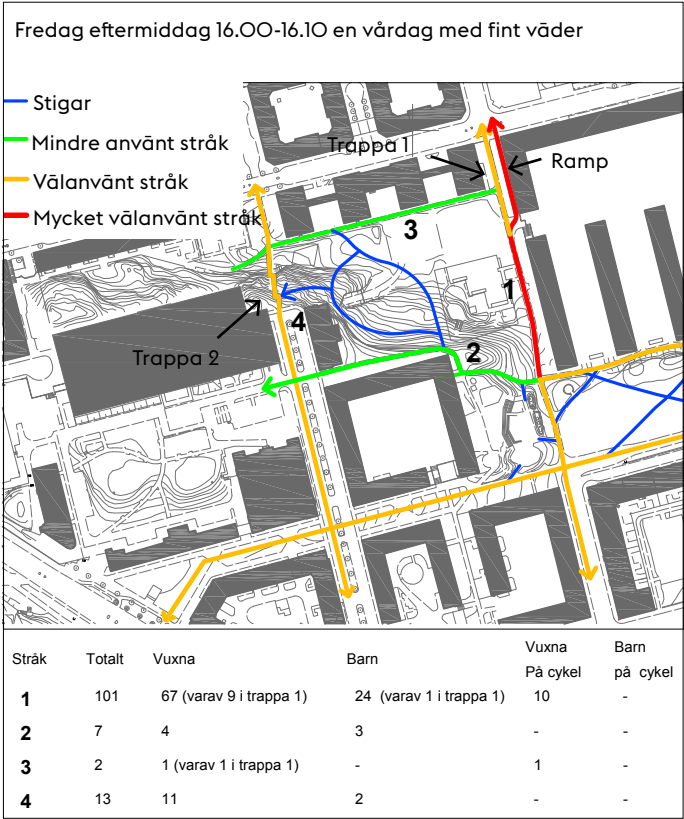 Fredag eftermiddag 16.00-16.10 en vårdag med fint väder
Stigar
Mindre använt stråk
Välanvänt stråk
Mycket välanvänt stråk
Trappa 1
Ramp
3
1
4
2
Trappa 2
Stråk Totalt Vuxna Barn Vuxna På cykel Barn på cykel
1 101 67 (varav 9 i trappa 1) 24 (varav 1 i trappa 1) 10 -
2 7 4 3 - -
3 2 1 (varav 1 i trappa 1) - 1 -
4 13 11 2 - -